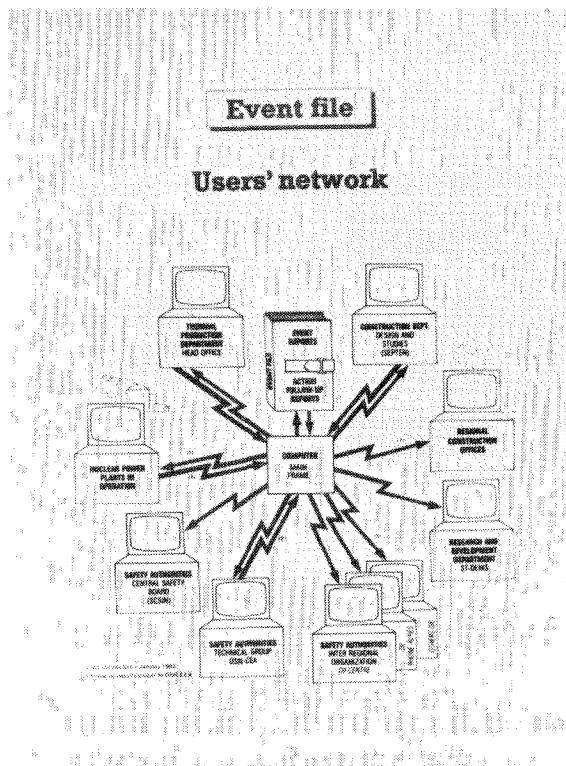 Event file
Users' network
THERMAL
PRODUCTION
DEPARTMENT
HEAD OFFICE
EVENT
REPORTS
ACTION
FOLLOW-UP
REPORTS
CONSTRUCTION DEPT
DESIGN AND
STUDIES
(SEPTEN)
NUCLEAR POWER
PLANTS IN
OPERATION
COMPUTER
MAIN
FRAME
REGIONAL
CONSTRUCTION
OFFICES
SAFETY AUTHORITIES
CENTRAL SAFETY
BOARD
(SCSIN)
RESEARCH AND
DEVELOPMENT
DEPARTMENT
ST-DENIS
SAFETY AUTHORITIES
TECHNICAL GROUP
SAFETY AUTHORITIES
INTER REGIONAL
ORGANIZATION